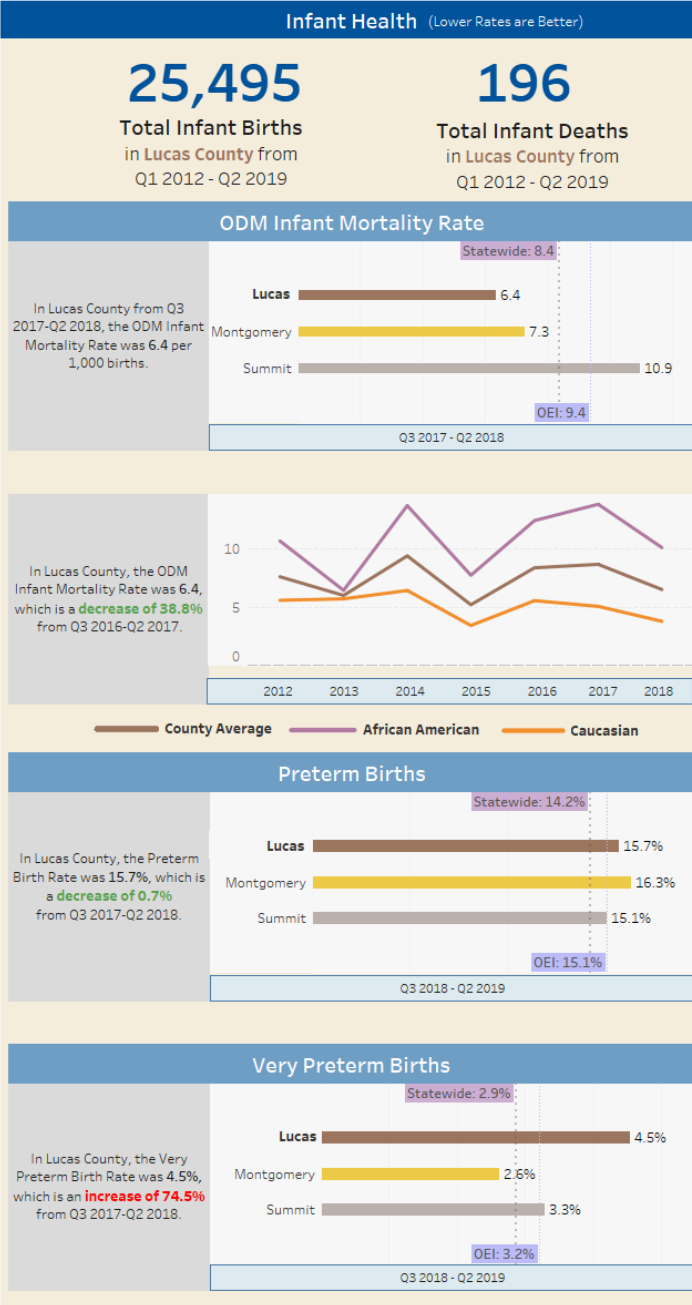 Infant Health (Lower Rates are Better)
25,495
Total Infant Births
in Lucas County from
Q1 2012 - Q2 2019
196
Total Infant Deaths
in Lucas County from
Q1 2012 - Q2 2019
ODM Infant Mortality Rate
In Lucas County from Q3
2017-Q2 2018, the ODM Infant
Mortality Rate was 6.4 per
1,000 births.
Statewide: 8.4
Lucas 6.4
Montgomery 7.3
Summit 10.9
OEI: 9.4
Q3 2017 - Q2 2018
In Lucas County, the ODM
Infant Mortality Rate was 6.4,
which is a decrease of 38.8%
from Q3 2016-Q2 2017.
10
5
0
2012 2013 2014 2015 2016 2017 2018
County Average African American Caucasian
Preterm Births
In Lucas County, the Preterm
Birth Rate was 15.7%, which is
a decrease of 0.7%
from Q3 2017-Q2 2018.
Statewide: 14.2%
Lucas 15.7%
Montgomery 16.3%
Summit 15.1%
OEI: 15.1%
Q3 2018 - Q2 2019
Very Preterm Births
In Lucas County, the Very
Preterm Birth Rate was 4.5%,
which is an increase of 74.5%
from Q3 2017-Q2 2018.
Statewide: 2.9%
Lucas 4.5%
Montgomery 2.6%
Summit 3.3%
OEI: 3.2%
Q3 2018 - Q2 2019